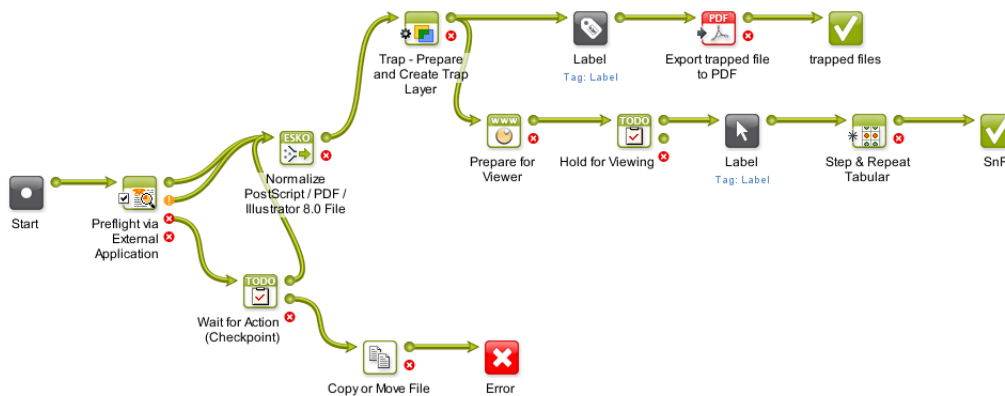 PDF
Trap - Prepare
and Create Trap
Layer
Label
Tag: Label
Export trapped file
to PDF
trapped files
ESKO
WWW
TODO
Normalize
PostScript / PDF /
Illustrator 8.0 File
Prepare for
Viewer
Hold for Viewing
Label
Tag: Label
Step & Repeat
Tabular
SnR
Start
Preflight via
External
Application
TODO
Wait for Action
(Checkpoint)
Copy or Move File
Error